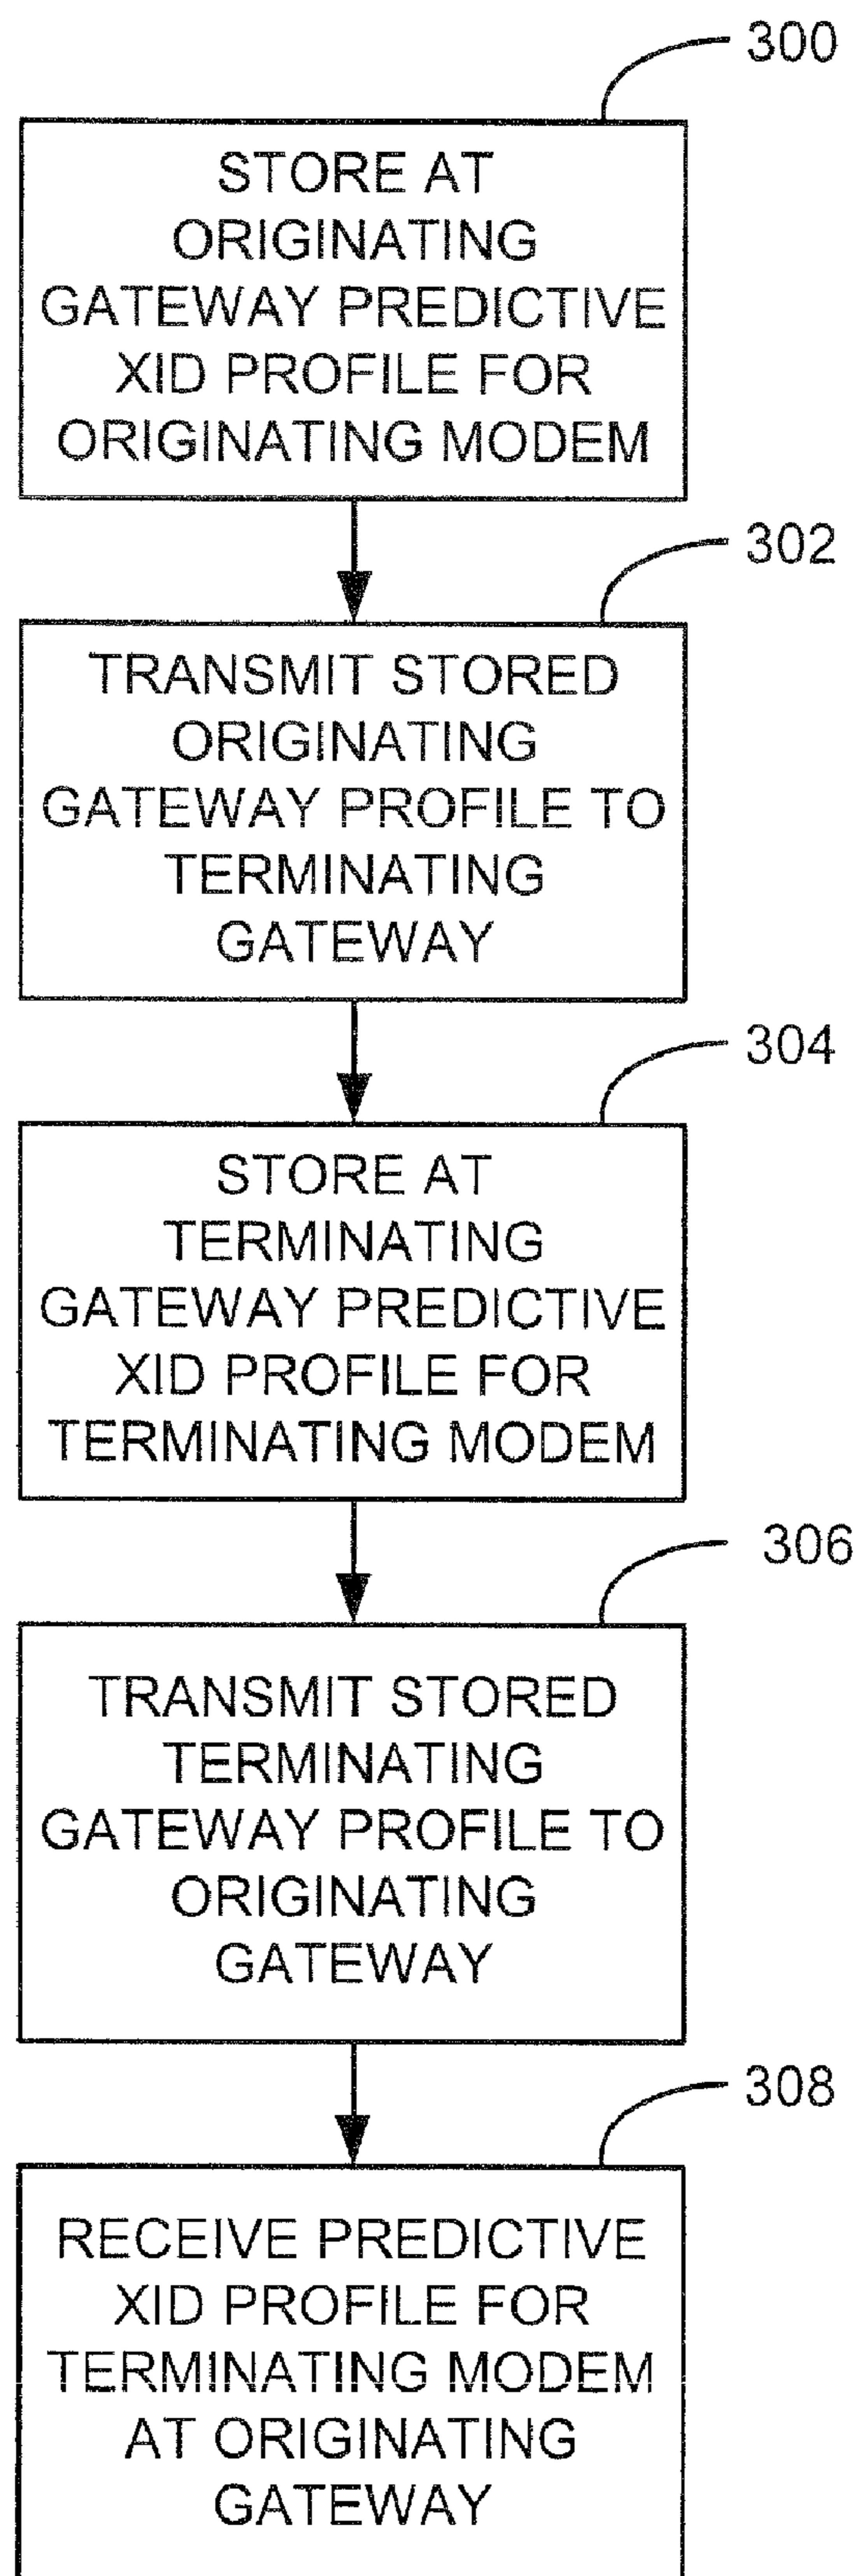 300
STORE AT
ORIGINATING
GATEWAY PREDICTIVE
XID PROFILE FOR
ORIGINATING MODEM
302
TRANSMIT STORED
ORIGINATING
GATEWAY PROFILE TO
TERMINATING
GATEWAY
304
STORE AT
TERMINATING
GATEWAY PREDICTIVE
XID PROFILE FOR
TERMINATING MODEM
306
TRANSMIT STORED
TERMINATING
GATEWAY PROFILE TO
ORIGINATING
GATEWAY
308
RECEIVE PREDICTIVE
XID PROFILE FOR
TERMINATING MODEM
AT ORIGINATING
GATEWAY